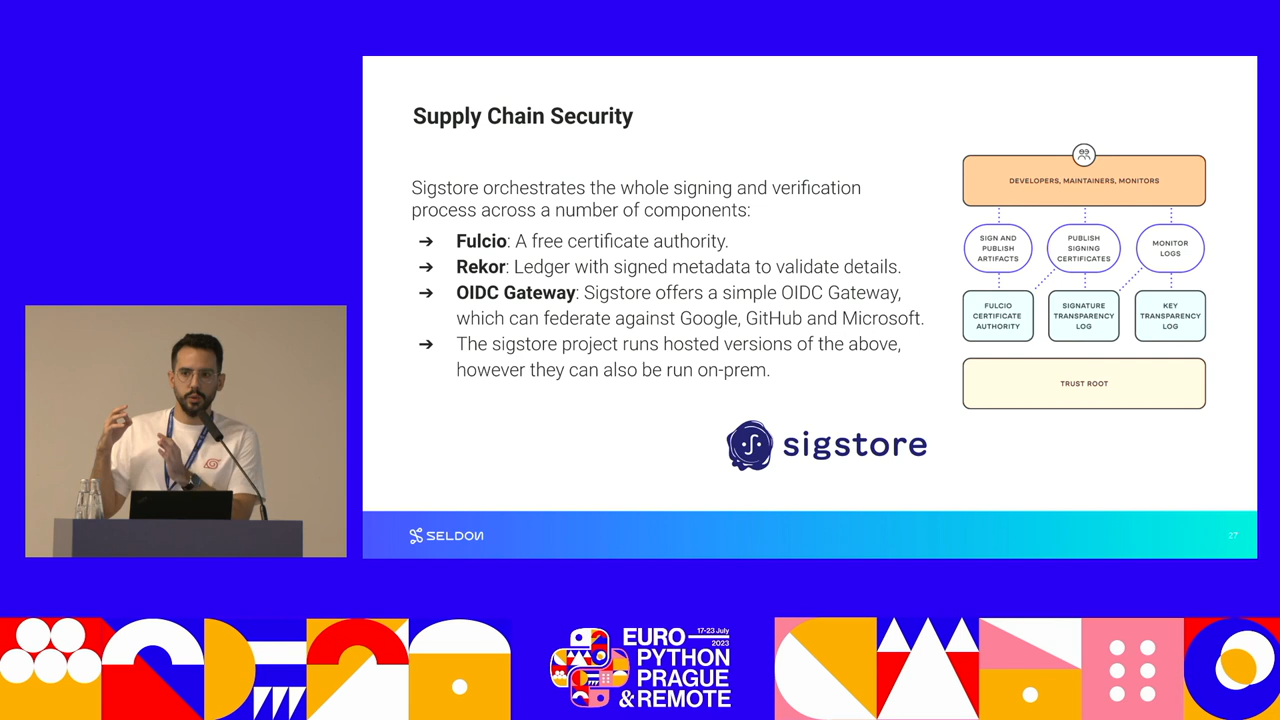 Supply Chain Security
Sigstore orchestrates the whole signing and verification
process across a number of components:
➔ Fulcio: A free certificate authority.
➔ Rekor: Ledger with signed metadata to validate details.
➔ OIDC Gateway: Sigstore offers a simple OIDC Gateway,
which can federate against Google, GitHub and Microsoft.
➔ The sigstore project runs hosted versions of the above,
however they can also be run on-prem.
sigstore
DEVELOPERS, MAINTAINERS, MONITORS
SIGN AND
PUBLISH
ARTIFACTS
PUBLISH
SIGNING
CERTIFICATES
MONITOR
LOGS
FULCIO
CERTIFICATE
AUTHORITY
SIGNATURE
TRANSPARENCY
LOG
KEY
TRANSPARENCY
LOG
TRUST ROOT
SELDON
27
EURO
17-23 July
2023
PYTHON
PRAGUE
& REMOTE